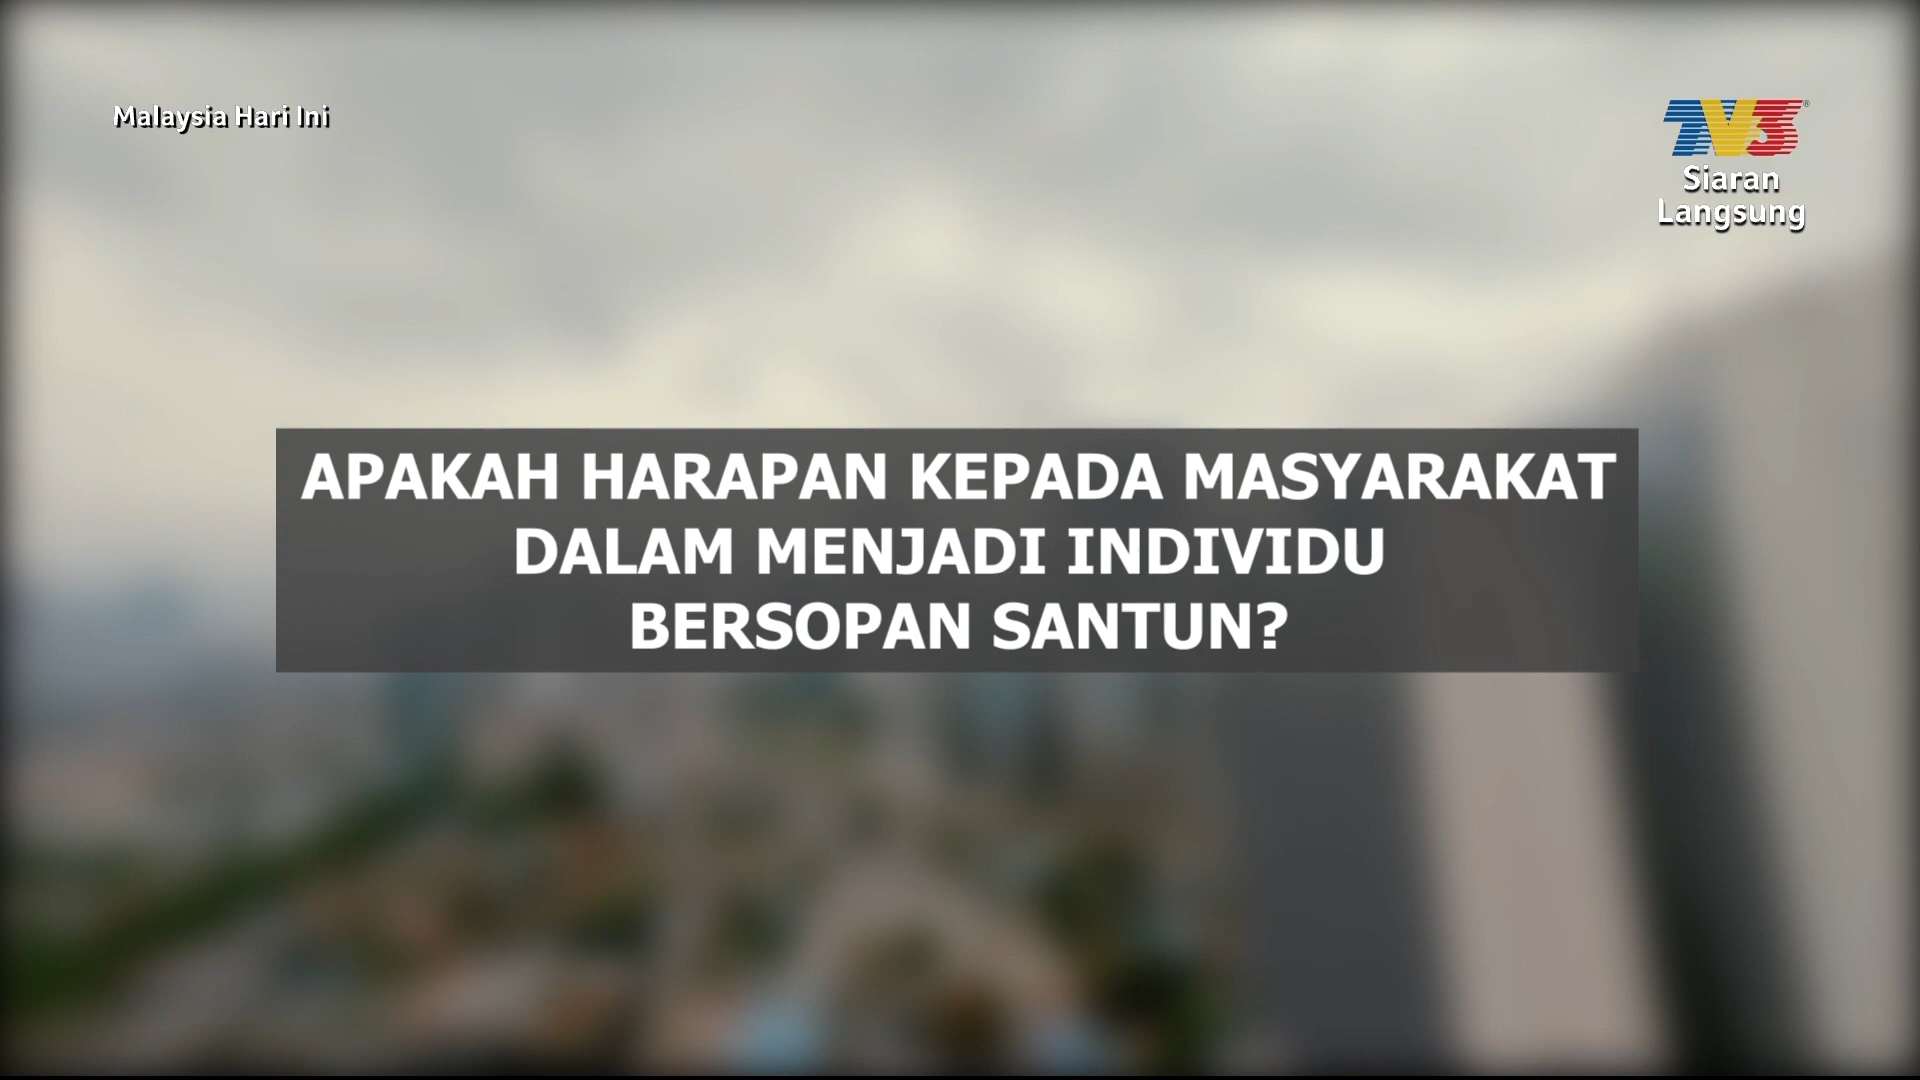 Malaysia Hari Ini
TV3
Siaran
Langsung
APAKAH HARAPAN KEPADA MASYARAKAT
DALAM MENJADI INDIVIDU
BERSOPAN SANTUN?